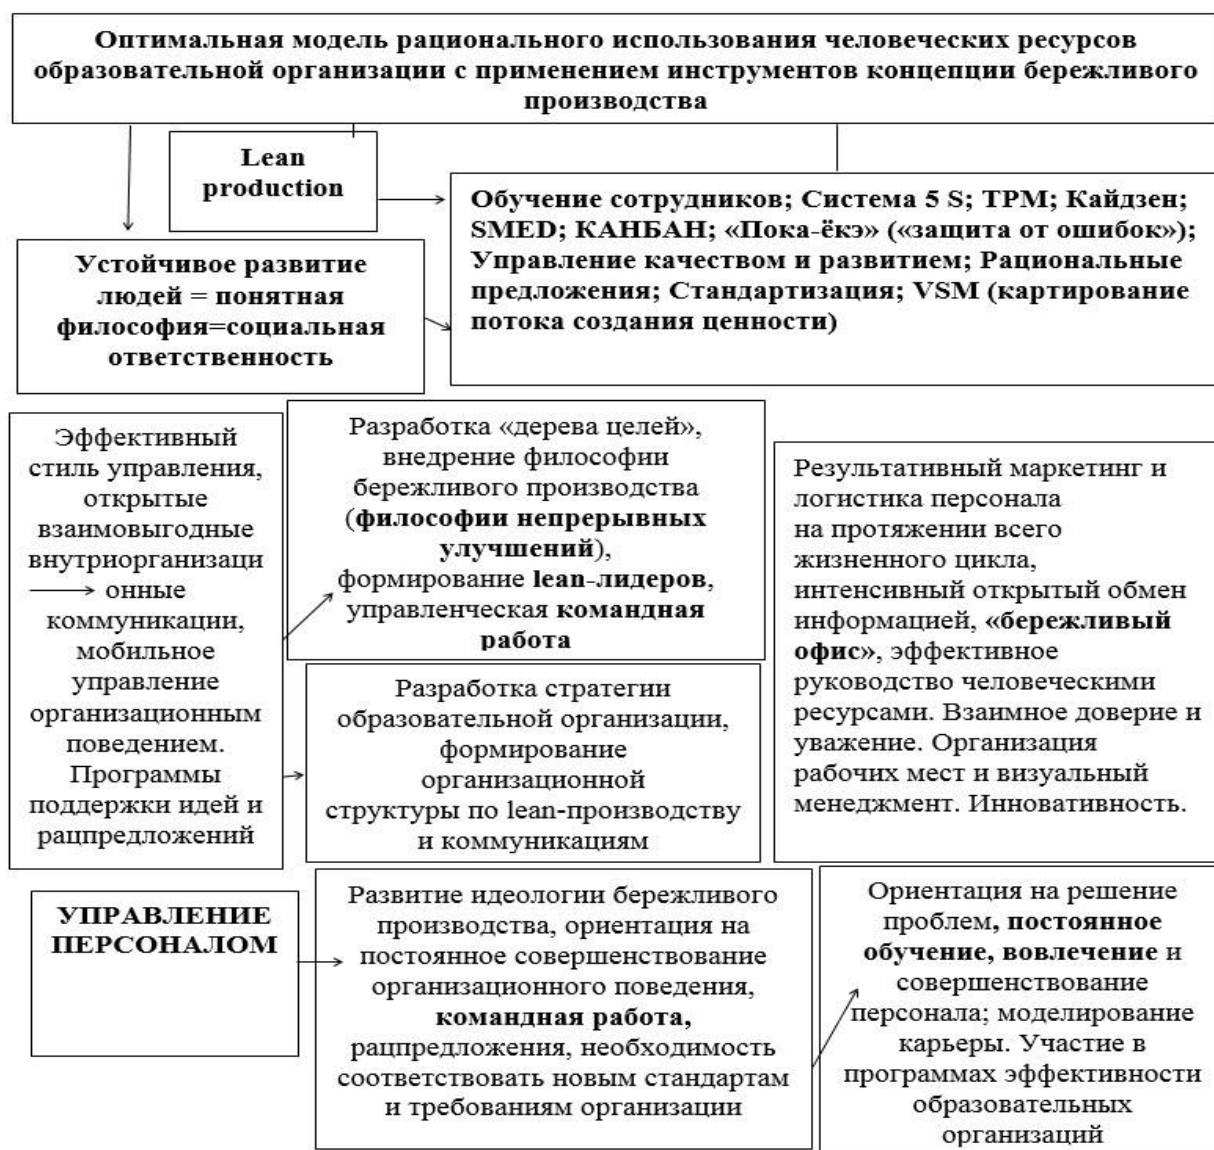 Оптимальная модель рационального использования человеческих ресурсов
образовательной организации с применением инструментов концепции бережливого
производства
Lean
production
Обучение сотрудников; Система 5 S; ТРМ; Кайдзен;
SMED; КАНБАН; «Пока-ёкэ» («защита от ошибок»);
Управление качеством и развитием; Рациональные
предложения; Стандартизация; VSM (картирование
потока создания ценности)
Устойчивое развитие
людей = понятная
философия=социальная
ответственность
Эффективный
стиль управления,
открытые
взаимовыгодные
внутриорганизаци
онные
коммуникации,
мобильное
управление
организационным
поведением.
Программы
поддержки идей и
рацпредложений
Разработка «дерева целей»,
внедрение философии
бережливого производства
(философии непрерывных
улучшений),
формирование lean-лидеров,
управленческая командная
работа
Результативный маркетинг и
логистика персонала
на протяжении всего
жизненного цикла,
интенсивный открытый обмен
информацией, «бережливый
офис», эффективное
руководство человеческими
ресурсами. Взаимное доверие и
уважение. Организация
рабочих мест и визуальный
менеджмент. Инновативность.
Разработка стратегии
образовательной организации,
формирование
организационной
структуры по lean-производству
и коммуникациям
УПРАВЛЕНИЕ
ПЕРСОНАЛОМ
Развитие идеологии бережливого
производства, ориентация на
постоянное совершенствование
организационного поведения,
командная работа,
рацпредложения, необходимость
соответствовать новым стандартам
и требованиям организации
Ориентация на решение
проблем, постоянное
обучение, вовлечение и
совершенствование
персонала; моделирование
карьеры. Участие в
программах эффективности
образовательных
организаций